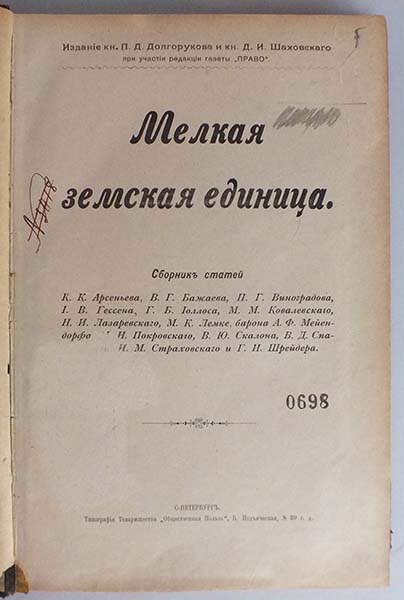 Изданіе кн. П. Д. Долгорукова и кн. Д. И. Шаховскаго
при участіи редакціи газеты „ПРАВО".
Мелкая
земская единица.
Сборникъ статей
К. К. Арсеньева, В. Г. Бажаева, П. Г. Виноградова,
І. В. Гессена, Г. Б. Іоллоса, М. М. Ковалевскаго,
Н. И. Лазаревскаго, М. К. Лемке, барона А. Ф. Мейен-
дорфа И. Покровскаго, В. Ю. Скалона, В. Д. Спа-
И. М. Страховскаго и Г. И. Шрейдера.
0698
С-ПЕТЕРБУРГЪ.
Типографія Товарищества „Общественная Польза", Б. Подъяческая, № 39 с. д.